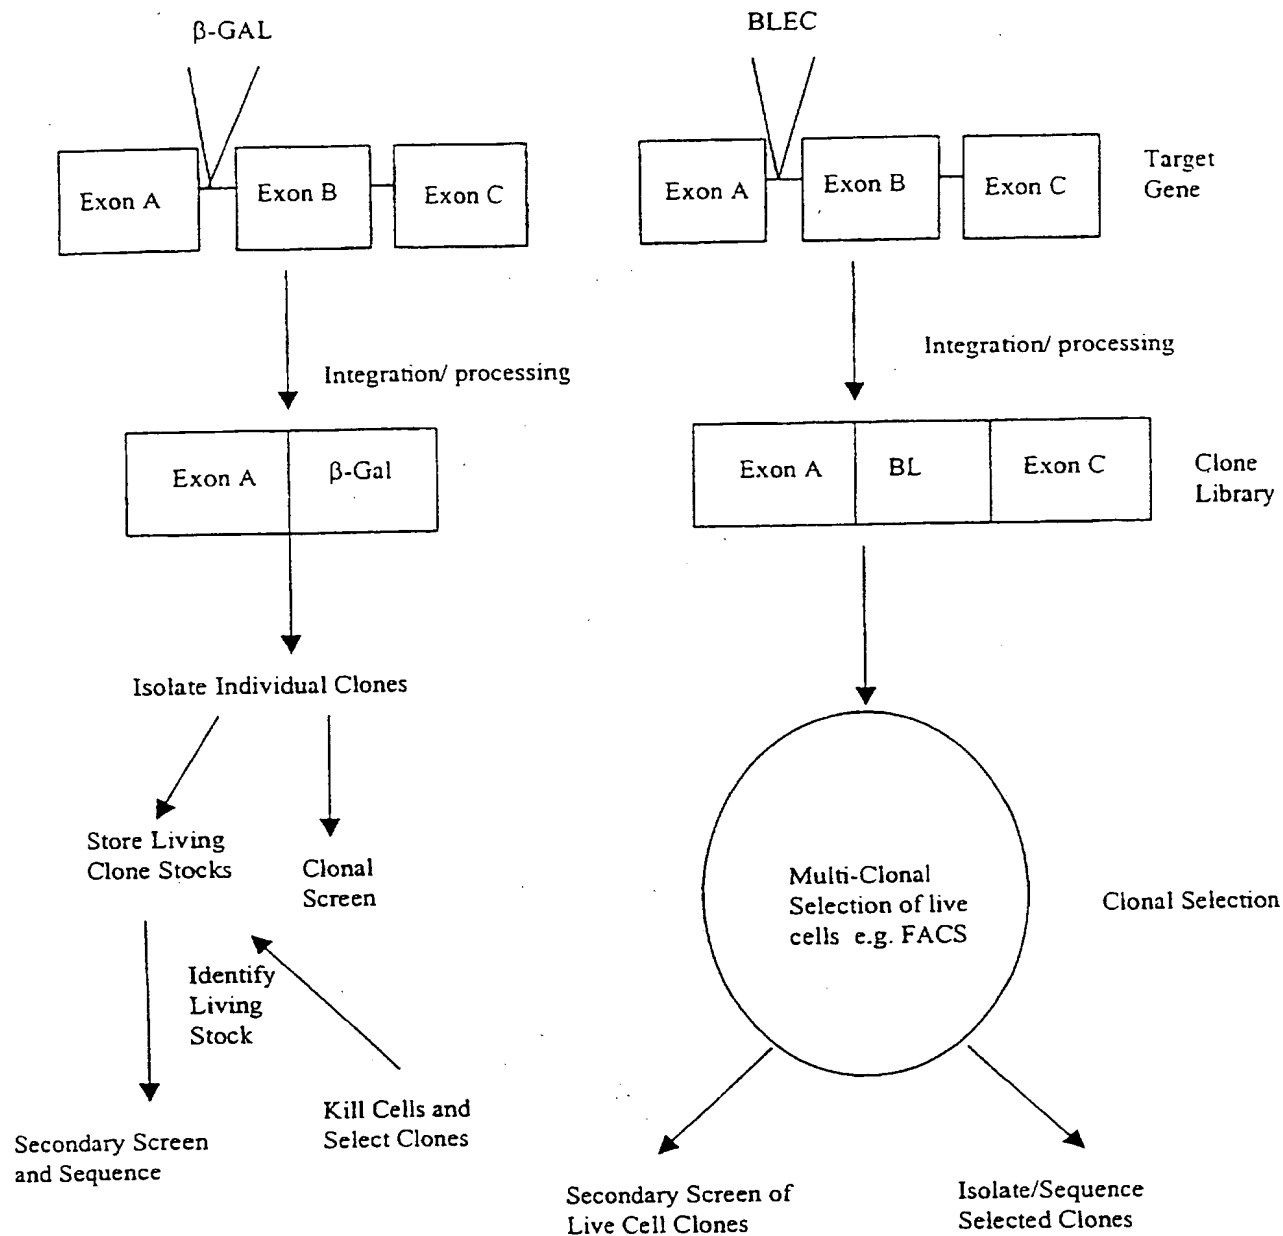 β-GAL
Exon A
Exon B
Exon C
Integration/ processing
Exon A
β-Gal
Isolate Individual Clones
Store Living
Clone Stocks
Clonal
Screen
Identify
Living
Stock
Kill Cells and
Select Clones
Secondary Screen
and Sequence
BLEC
Exon A
Exon B
Exon C
Target
Gene
Integration/ processing
Exon A
BL
Exon C
Clone
Library
Multi-Clonal
Selection of live
cells e.g. FACS
Clonal Selection
Secondary Screen of
Live Cell Clones
Isolate/Sequence
Selected Clones